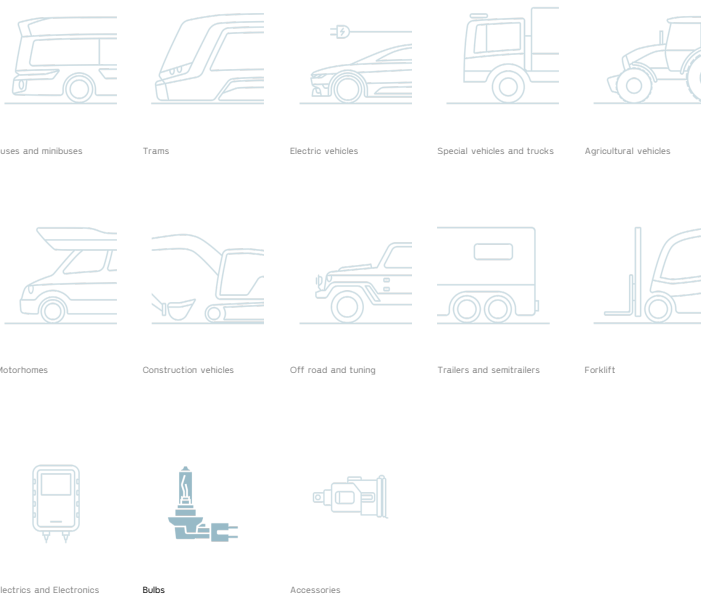 uses and minibuses
Trams
Electric vehicles
Special vehicles and trucks
Agricultural vehicles
Motorhomes
Construction vehicles
Off road and tuning
Trailers and semitrailers
Forklift
lectrics and Electronics
Bulbs
Accessories